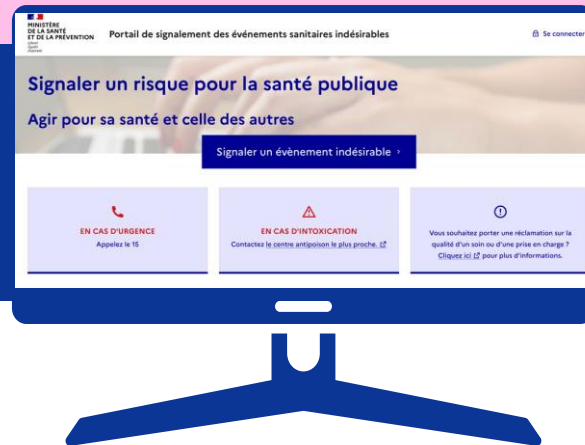 MINISTÈRE
DE LA SANTÉ
ET DE LA PRÉVENTION
Liberté
Égalité
Fraternité
Portail de signalement des événements sanitaires indésirables
Se connecter
Signaler un risque pour la santé publique
Agir pour sa santé et celle des autres
Signaler un évènement indésirable ›
EN CAS D'URGENCE
Appelez le 15
EN CAS D'INTOXICATION
Contactez le centre antipoison le plus proche.
Vous souhaitez porter une réclamation sur la
qualité d'un soin ou d'une prise en charge ?
Cliquez ici pour plus d'informations.